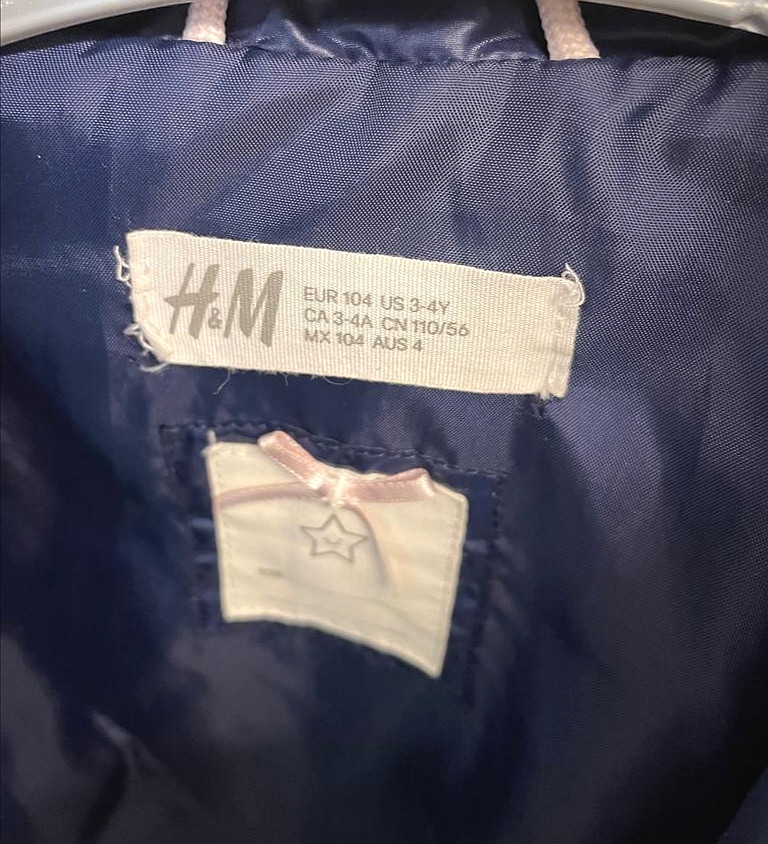 H&M
EUR 104 US 3-4Y
CA 3-4A CN 110/56
MX 104 AUS 4